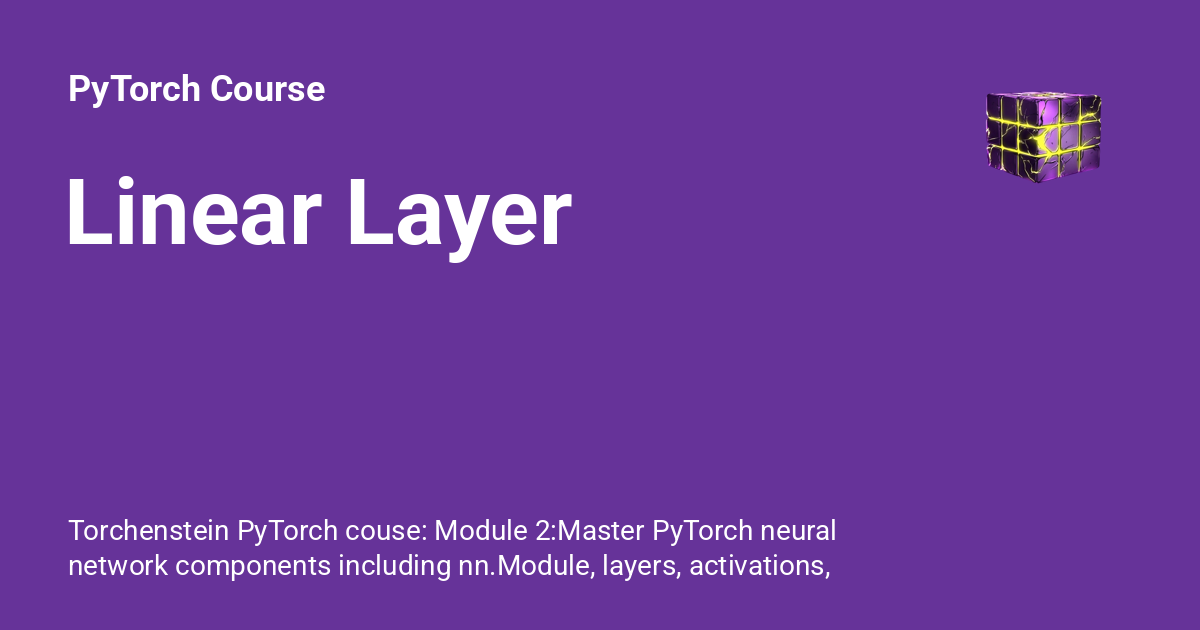 PyTorch Course
Linear Layer
Torchenstein PyTorch couse: Module 2:Master PyTorch neural
network components including nn.Module, layers, activations,